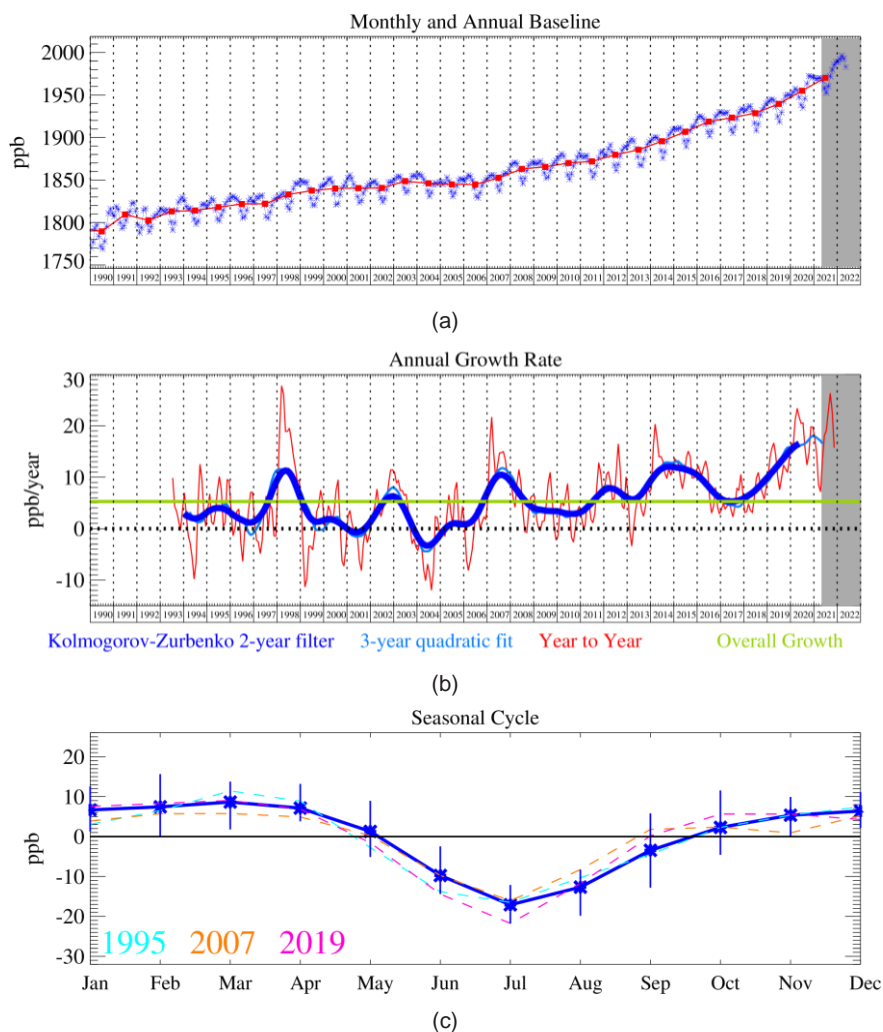 Monthly and Annual Baseline
2000
1950
1900
1850
1800
1750
ppb
1990 1991 1992 1993 1994 1995 1996 1997 1998 1999 2000 2001 2002 2003 2004 2005 2006 2007 2008 2009 2010 2011 2012 2013 2014 2015 2016 2017 2018 2019 2020 2021 2022
(a)
Annual Growth Rate
30
20
10
0
-10
ppb/year
1990 1991 1992 1993 1994 1995 1996 1997 1998 1999 2000 2001 2002 2003 2004 2005 2006 2007 2008 2009 2010 2011 2012 2013 2014 2015 2016 2017 2018 2019 2020 2021 2022
Kolmogorov-Zurbenko 2-year filter 3-year quadratic fit Year to Year Overall Growth
(b)
Seasonal Cycle
20
10
0
-10
-20
-30
ppb
1995 2007 2019
Jan Feb Mar Apr May Jun Jul Aug Sep Oct Nov Dec
(c)